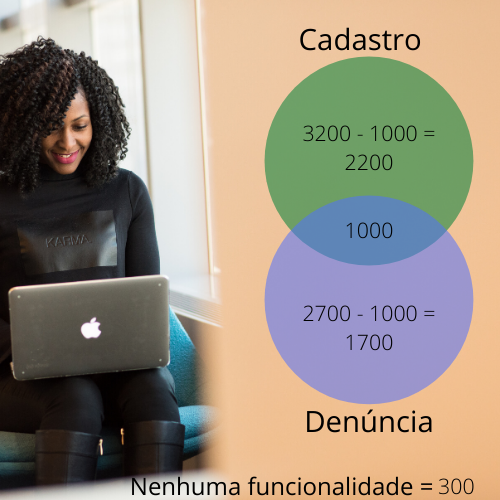 Cadastro
3200 - 1000 =
2200
1000
KARMA
2700 - 1000 =
1700
Denúncia
Nenhuma funcionalidade = 300